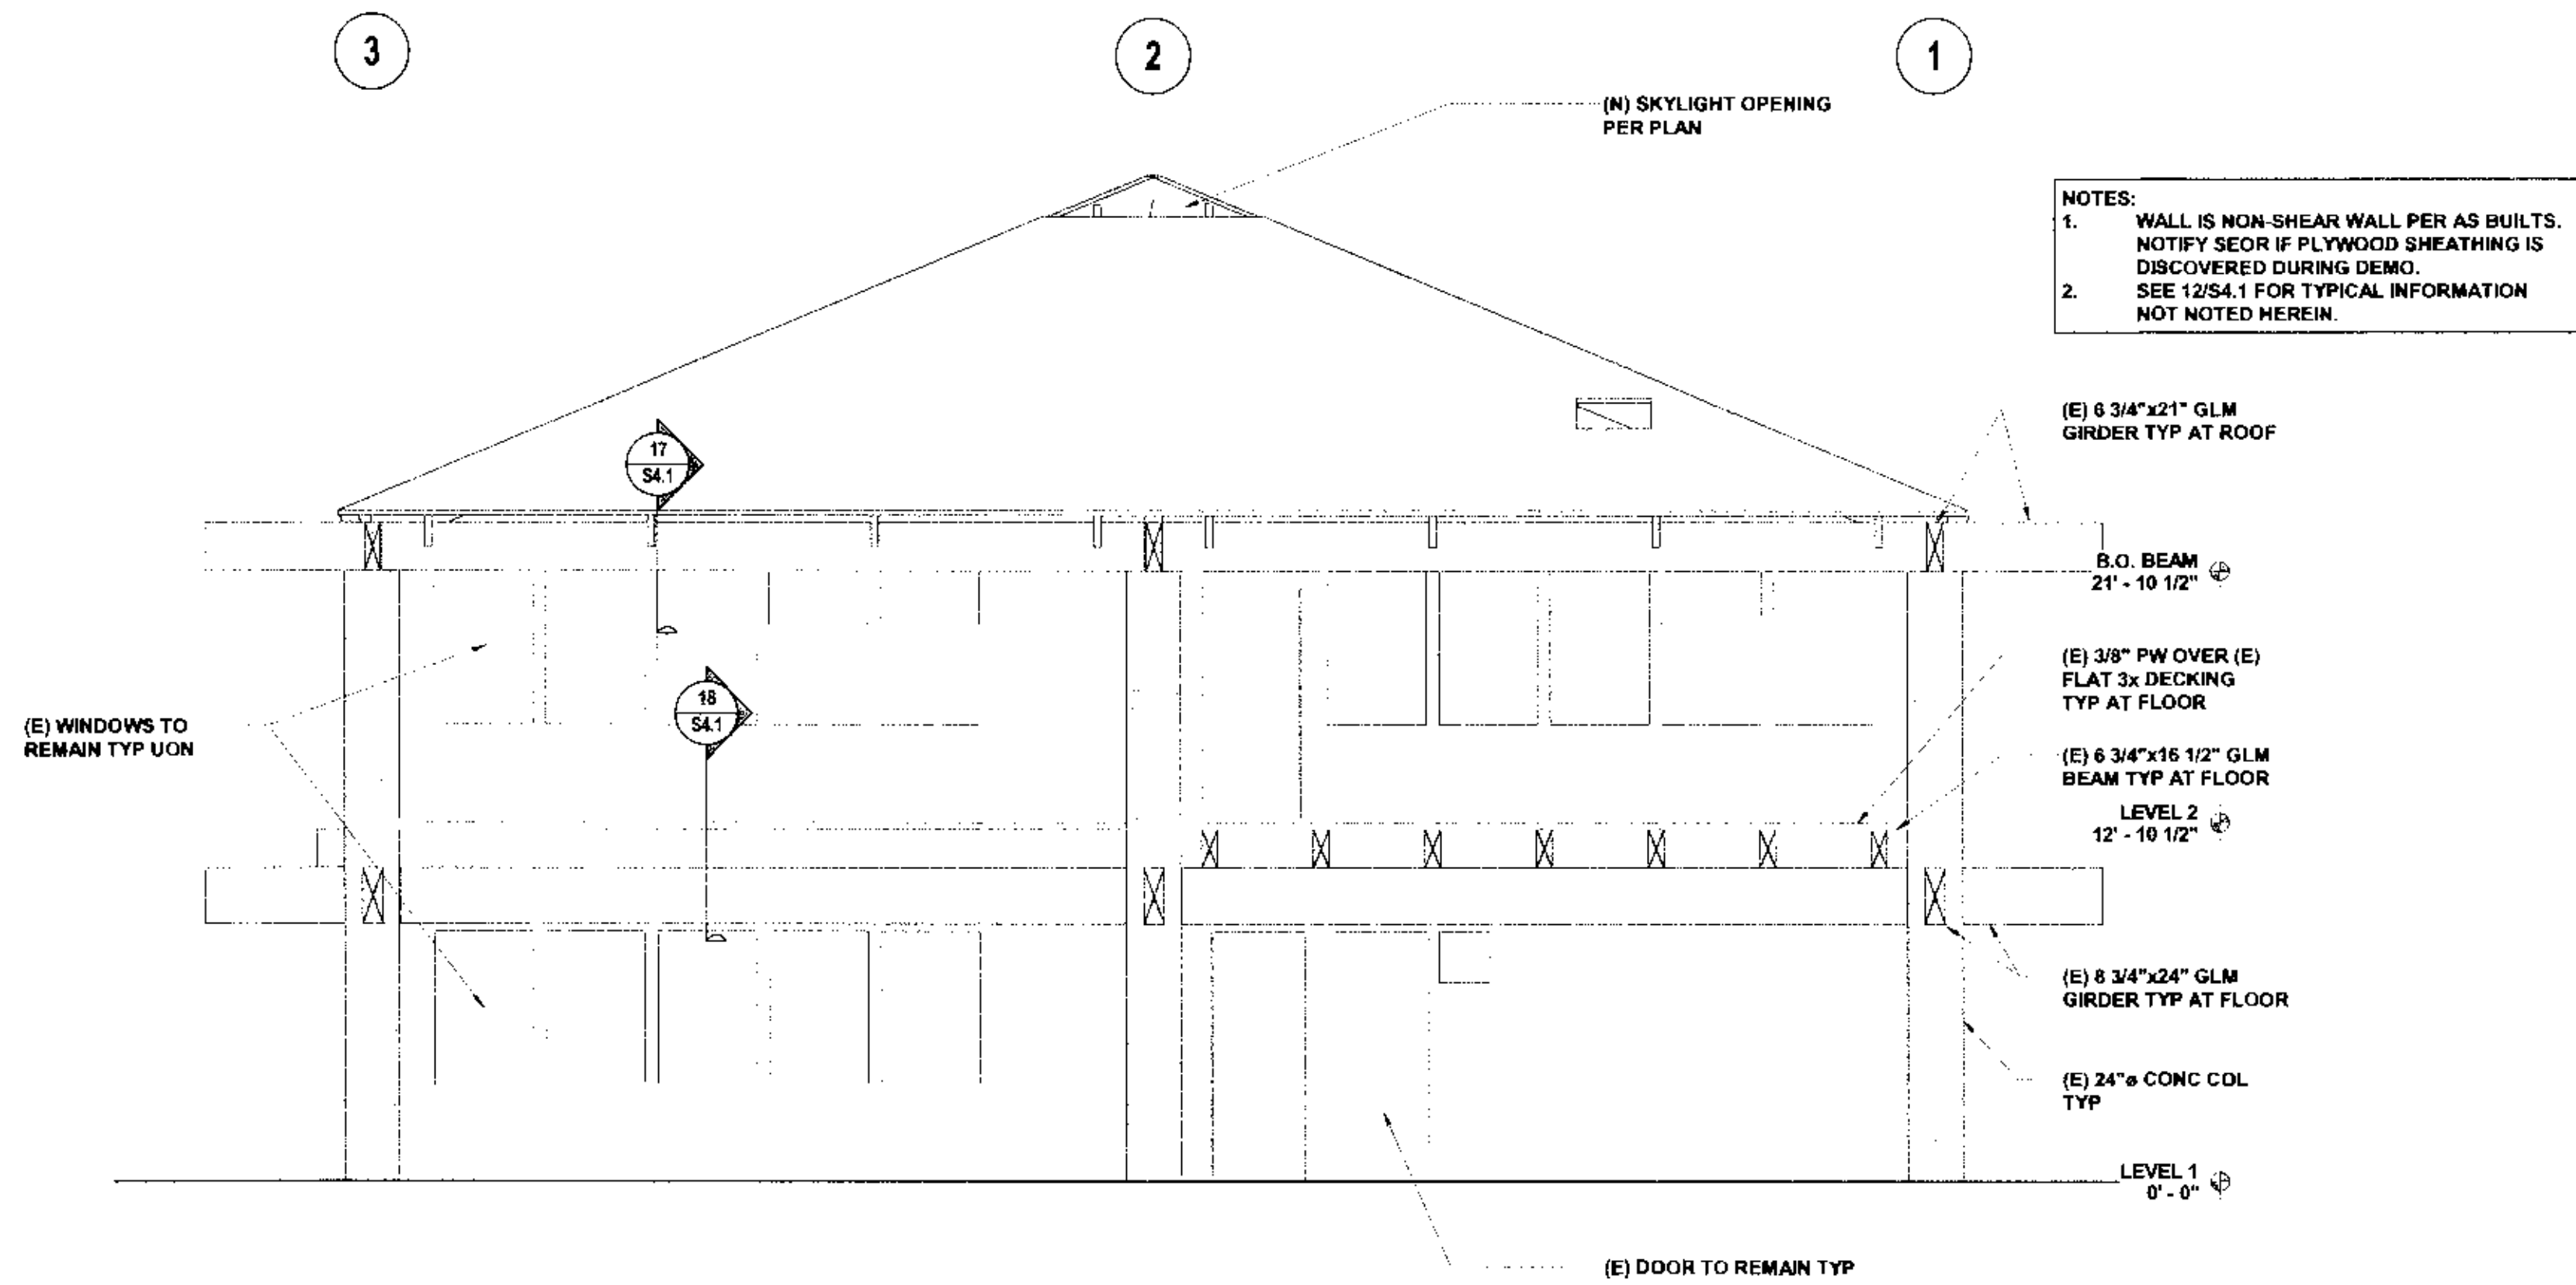 3
2
1
(N) SKYLIGHT OPENING
PER PLAN
NOTES:
1. WALL IS NON-SHEAR WALL PER AS BUILTS.
NOTIFY SEOR IF PLYWOOD SHEATHING IS
DISCOVERED DURING DEMO.
2. SEE 12/S4.1 FOR TYPICAL INFORMATION
NOT NOTED HEREIN.
(E) 6 3/4"x21" GLM
GIRDER TYP AT ROOF
17
S4.1
B.O. BEAM
21' - 10 1/2"
(E) 3/8" PW OVER (E)
FLAT 3x DECKING
TYP AT FLOOR
18
S4.1
(E) WINDOWS TO
REMAIN TYP UON
(E) 6 3/4"x16 1/2" GLM
BEAM TYP AT FLOOR
LEVEL 2
12' - 10 1/2"
(E) 8 3/4"x24" GLM
GIRDER TYP AT FLOOR
(E) 24"ø CONC COL
TYP
LEVEL 1
0' - 0"
(E) DOOR TO REMAIN TYP